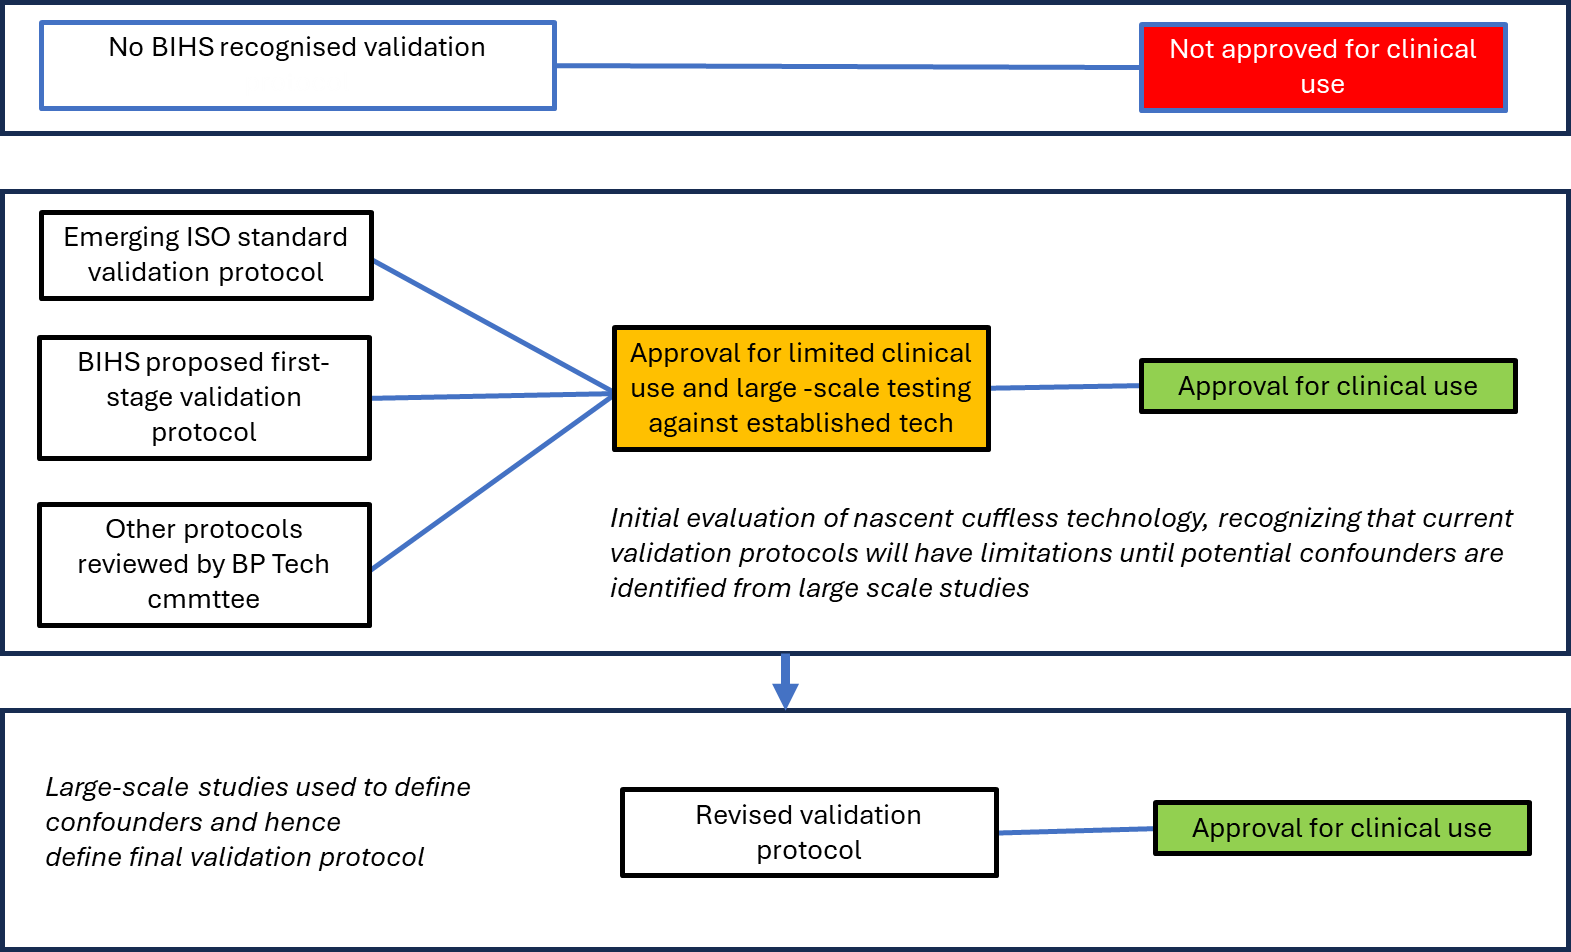 No BIHS recognised validation
Not approved for clinical
use
Emerging ISO standard
validation protocol
BIHS proposed first-
stage validation
protocol
Other protocols
reviewed by BP Tech
cmmttee
Approval for limited clinical
use and large -scale testing
against established tech
Approval for clinical use
Initial evaluation of nascent cuffless technology, recognizing that current
validation protocols will have limitations until potential confounders are
identified from large scale studies
Large-scale studies used to define
confounders and hence
define final validation protocol
Revised validation
protocol
Approval for clinical use